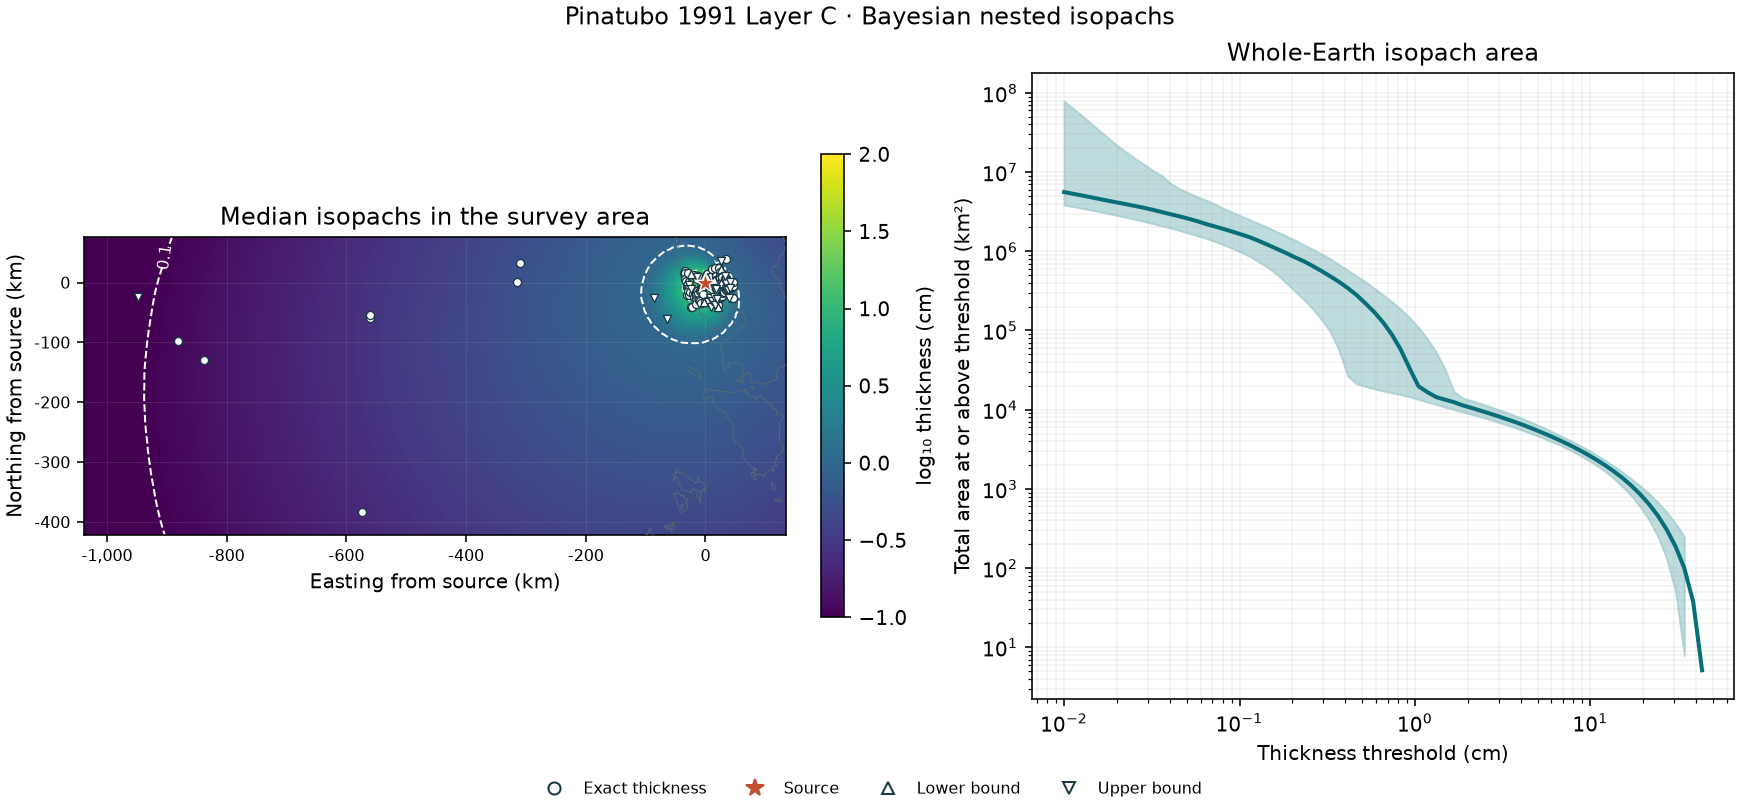 Pinatubo 1991 Layer C · Bayesian nested isopachs
Median isopachs in the survey area
0.1
0
-100
-200
-300
-400
Northing from source (km)
-1,000
-800
-600
-400
-200
0
Easting from source (km)
2.0
1.5
1.0
0.5
0.0
−0.5
−1.0
log₁₀ thickness (cm)
Whole-Earth isopach area
10⁸
10⁷
10⁶
10⁵
10⁴
10³
10²
10¹
Total area at or above threshold (km²)
10⁻²
10⁻¹
10⁰
10¹
Thickness threshold (cm)
Exact thickness
Source
Lower bound
Upper bound